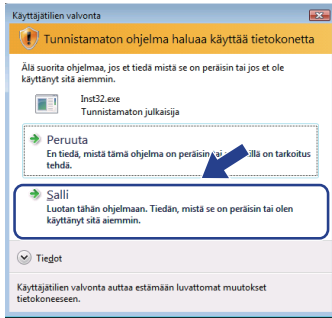 Käyttäjätilien valvonta
Tunnistamaton ohjelma haluaa käyttää tietokonetta
Älä suorita ohjelmaa, jos et tiedä mistä se on peräisin tai jos et ole
käyttänyt sitä aiemmin.
Inst32.exe
Tunnistamaton julkaisija
Peruuta
En tiedä, mistä tämä ohjelma on peräisin tai illä on tarkoitus
tehdä.
Salli
Luotan tähän ohjelmaan. Tiedän, mistä se on peräisin tai olen
käyttänyt sitä aiemmin.
Tiedot
Käyttäjätilien valvonta auttaa estämään luvattomat muutokset
tietokoneeseen.